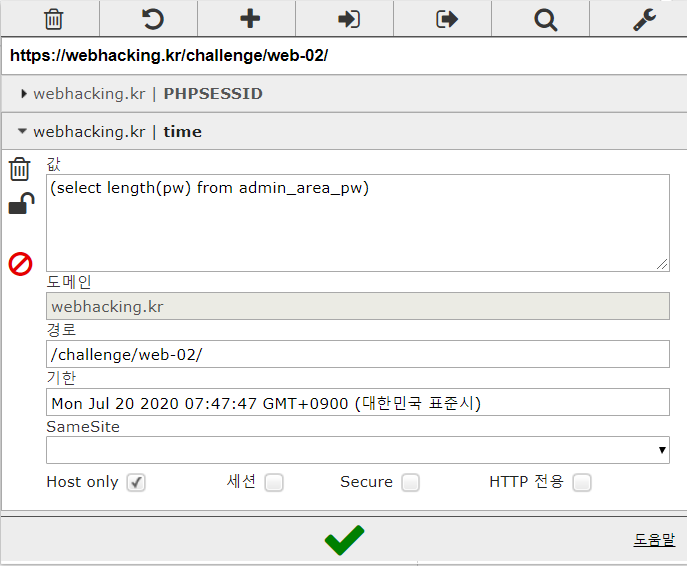 https://webhacking.kr/challenge/web-02/
webhacking.kr | PHPSESSID
webhacking.kr | time
값
(select length(pw) from admin_area_pw)
도메인
webhacking.kr
경로
/challenge/web-02/
기한
Mon Jul 20 2020 07:47:47 GMT+0900 (대한민국 표준시)
SameSite
Host only 세션 Secure HTTP 전용
도움말